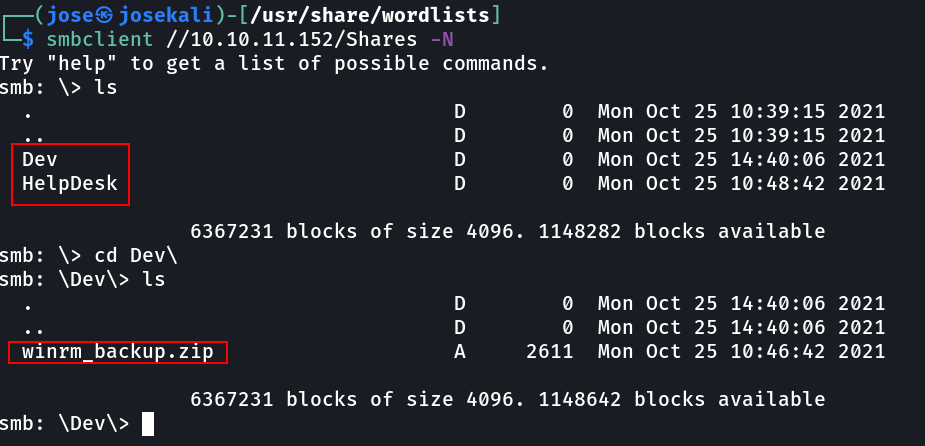 ┌──(jose㉿josekali)-[/usr/share/wordlists]
└─$ smbclient //10.10.11.152/Shares -N
Try "help" to get a list of possible commands.
smb: \> ls
  .                                   D        0  Mon Oct 25 10:39:15 2021
  ..                                  D        0  Mon Oct 25 10:39:15 2021
  Dev                                 D        0  Mon Oct 25 14:40:06 2021
  HelpDesk                            D        0  Mon Oct 25 10:48:42 2021
                6367231 blocks of size 4096. 1148282 blocks available
smb: \> cd Dev\
smb: \Dev\> ls
  .                                   D        0  Mon Oct 25 14:40:06 2021
  ..                                  D        0  Mon Oct 25 14:40:06 2021
  winrm_backup.zip                    A     2611  Mon Oct 25 10:46:42 2021
                6367231 blocks of size 4096. 1148642 blocks available
smb: \Dev\>